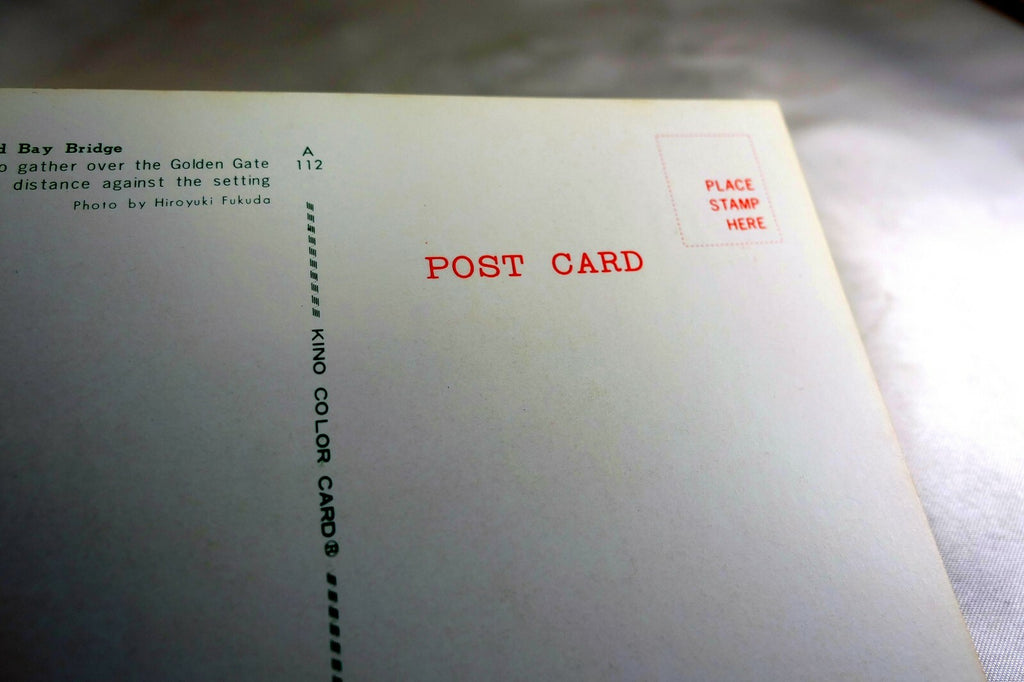 Bay Bridge
gather over the Golden Gate
distance against the setting
Photo by Hiroyuki Fukuda
A
112
KINO COLOR CARD®
POST CARD
PLACE
STAMP
HERE